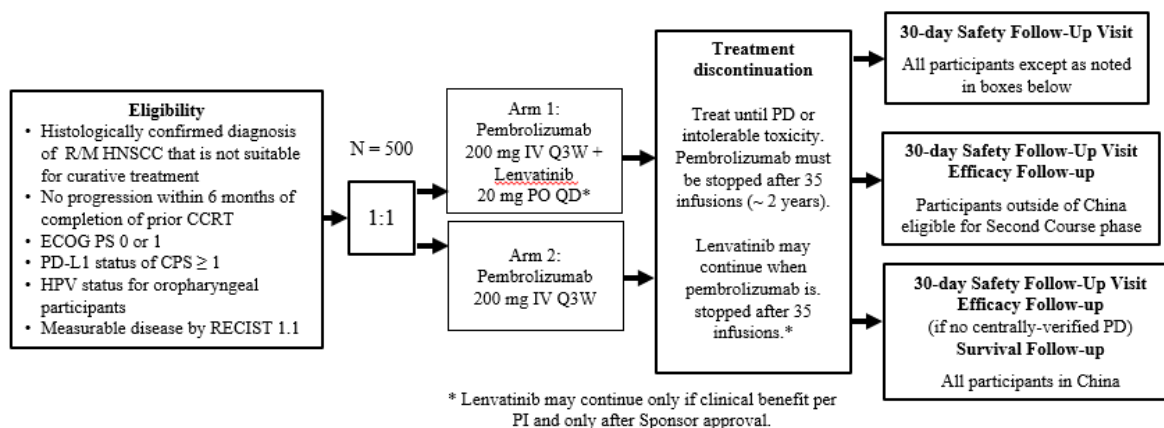 Eligibility
• Histologically confirmed diagnosis
of R/M HNSCC that is not suitable
for curative treatment
• No progression within 6 months of
completion of prior CCRT
• ECOG PS 0 or 1
• PD-L1 status of CPS ≥ 1
• HPV status for oropharyngeal
participants
• Measurable disease by RECIST 1.1
N = 500
1:1
Arm 1:
Pembrolizumab
200 mg IV Q3W +
Lenvatinib
20 mg PO QD*
Arm 2:
Pembrolizumab
200 mg IV Q3W
Treatment
discontinuation
Treat until PD or
intolerable toxicity.
Pembrolizumab must
be stopped after 35
infusions (~ 2 years).
Lenvatinib may
continue when
pembrolizumab is.
stopped after 35
infusions.*
30-day Safety Follow-Up Visit
All participants except as noted
in boxes below
30-day Safety Follow-Up Visit
Efficacy Follow-up
Participants outside of China
eligible for Second Course phase
30-day Safety Follow-Up Visit
Efficacy Follow-up
(if no centrally-verified PD)
Survival Follow-up
All participants in China
* Lenvatinib may continue only if clinical benefit per
PI and only after Sponsor approval.